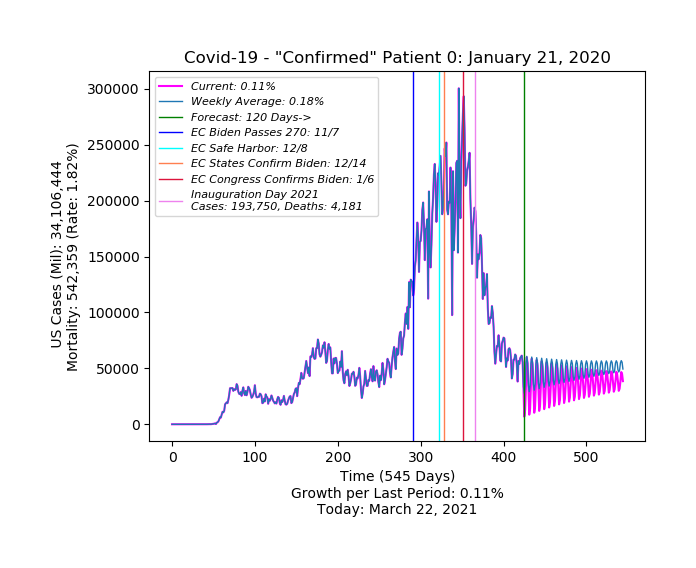 Covid-19 - "Confirmed" Patient 0: January 21, 2020
US Cases (Mil): 34,106,444
Mortality: 542,359 (Rate: 1.82%)
300000
250000
200000
150000
100000
50000
0
Current: 0.11%
Weekly Average: 0.18%
Forecast: 120 Days->
EC Biden Passes 270: 11/7
EC Safe Harbor: 12/8
EC States Confirm Biden: 12/14
EC Congress Confirms Biden: 1/6
Inauguration Day 2021
Cases: 193,750, Deaths: 4,181
0 100 200 300 400 500
Time (545 Days)
Growth per Last Period: 0.11%
Today: March 22, 2021